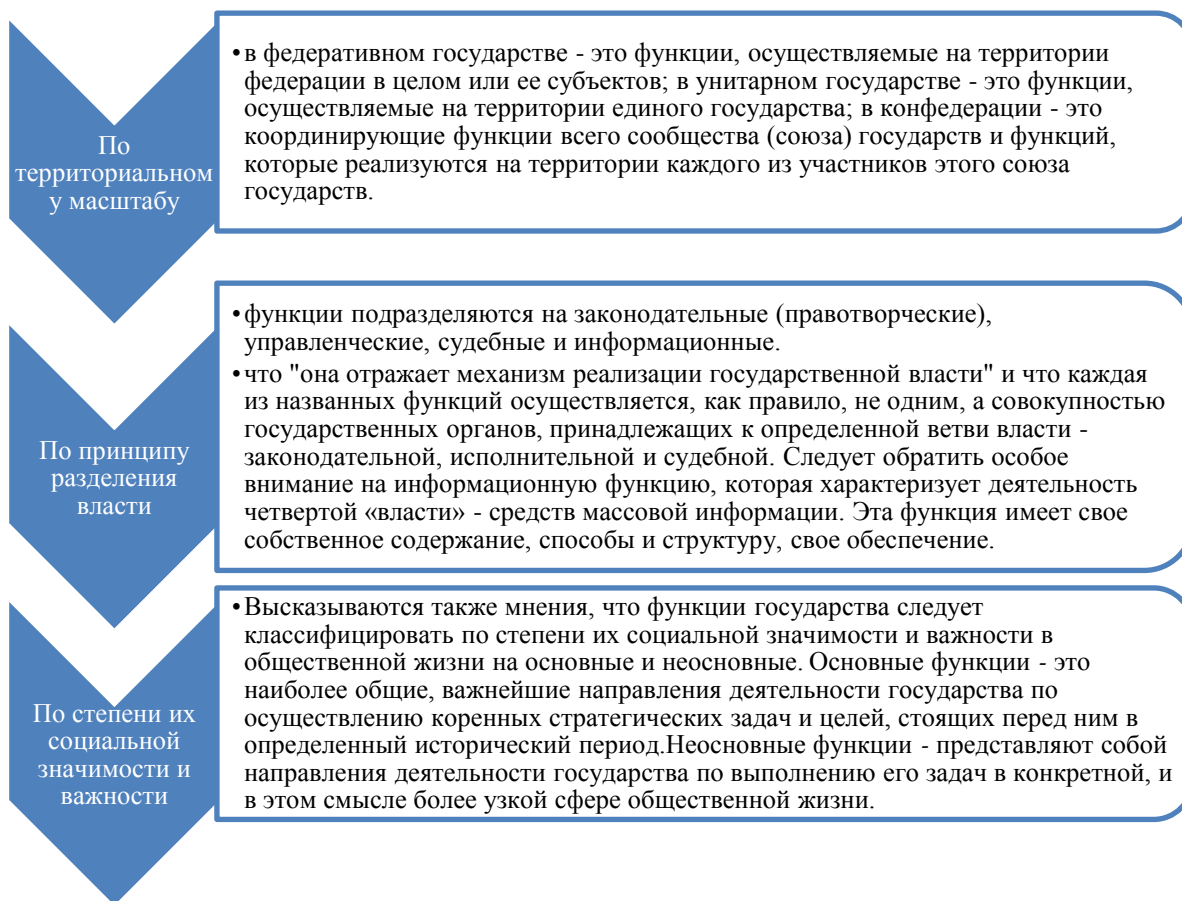 По
территориальном
у масштабу
•в федеративном государстве - это функции, осуществляемые на территории
федерации в целом или ее субъектов; в унитарном государстве - это функции,
осуществляемые на территории единого государства; в конфедерации - это
координирующие функции всего сообщества (союза) государств и функций,
которые реализуются на территории каждого из участников этого союза
государств.
По принципу
разделения
власти
•функции подразделяются на законодательные (правотворческие),
управленческие, судебные и информационные.
•что "она отражает механизм реализации государственной власти" и что каждая
из названных функций осуществляется, как правило, не одним, а совокупностью
государственных органов, принадлежащих к определенной ветви власти -
законодательной, исполнительной и судебной. Следует обратить особое
внимание на информационную функцию, которая характеризует деятельность
четвертой «власти» - средств массовой информации. Эта функция имеет свое
собственное содержание, способы и структуру, свое обеспечение.
По степени их
социальной
значимости и
важности
•Высказываются также мнения, что функции государства следует
классифицировать по степени их социальной значимости и важности в
общественной жизни на основные и неосновные. Основные функции - это
наиболее общие, важнейшие направления деятельности государства по
осуществлению коренных стратегических задач и целей, стоящих перед ним в
определенный исторический период.Неосновные функции - представляют собой
направления деятельности государства по выполнению его задач в конкретной, и
в этом смысле более узкой сфере общественной жизни.